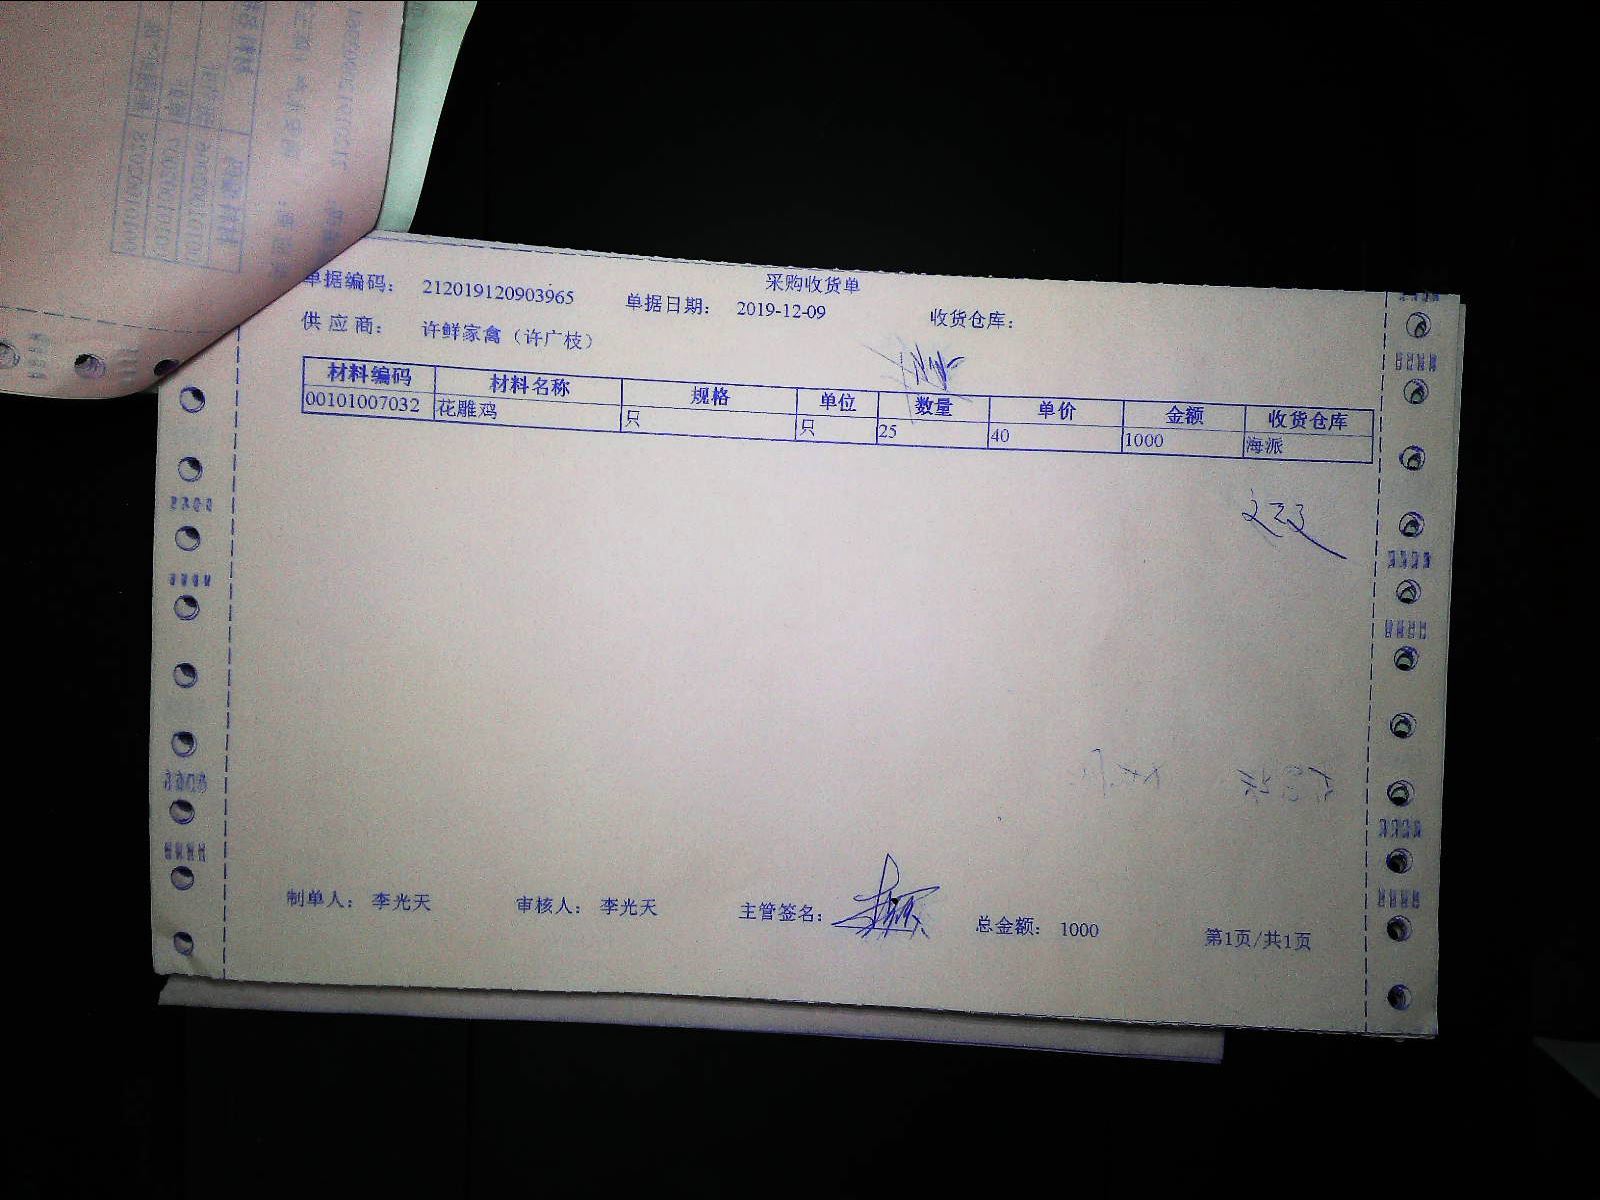 采购收货单
单据编码： 212019120903965 单据日期： 2019-12-09 收货仓库：
供应商： 许鲜家禽（许广枝）
材料编码 材料名称 规格 单位 数量 单价 金额 收货仓库
00101007032 花雕鸡 只 只 25 40 1000 海派
制单人： 李光天 审核人： 李光天 主管签名： 总金额： 1000 第1页/共1页